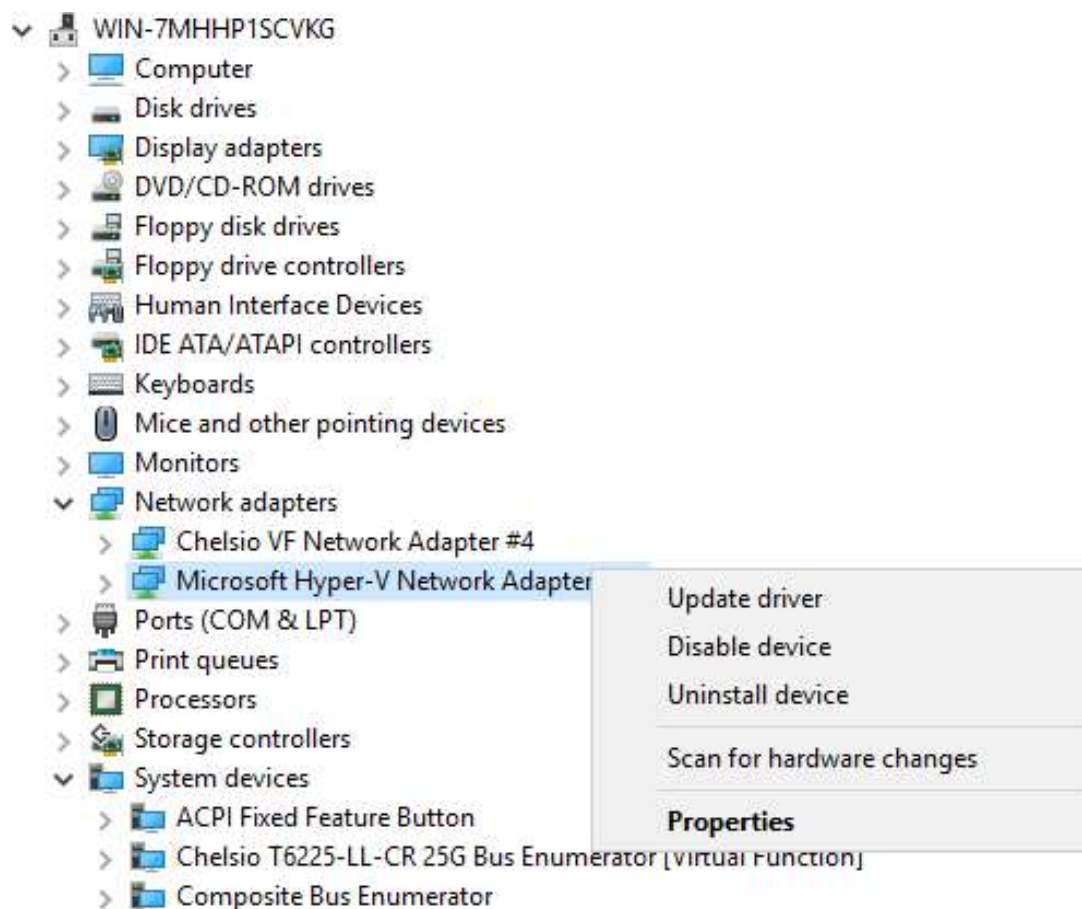 WIN-7MHHP1SCVKG
Computer
Disk drives
Display adapters
DVD/CD-ROM drives
Floppy disk drives
Floppy drive controllers
Human Interface Devices
IDE ATA/ATAPI controllers
Keyboards
Mice and other pointing devices
Monitors
Network adapters
Chelsio VF Network Adapter #4
Microsoft Hyper-V Network Adapter
Ports (COM & LPT)
Print queues
Processors
Storage controllers
System devices
ACPI Fixed Feature Button
Chelsio T6225-LL-CR 25G Bus Enumerator [Virtual Function]
Composite Bus Enumerator
Update driver
Disable device
Uninstall device
Scan for hardware changes
Properties